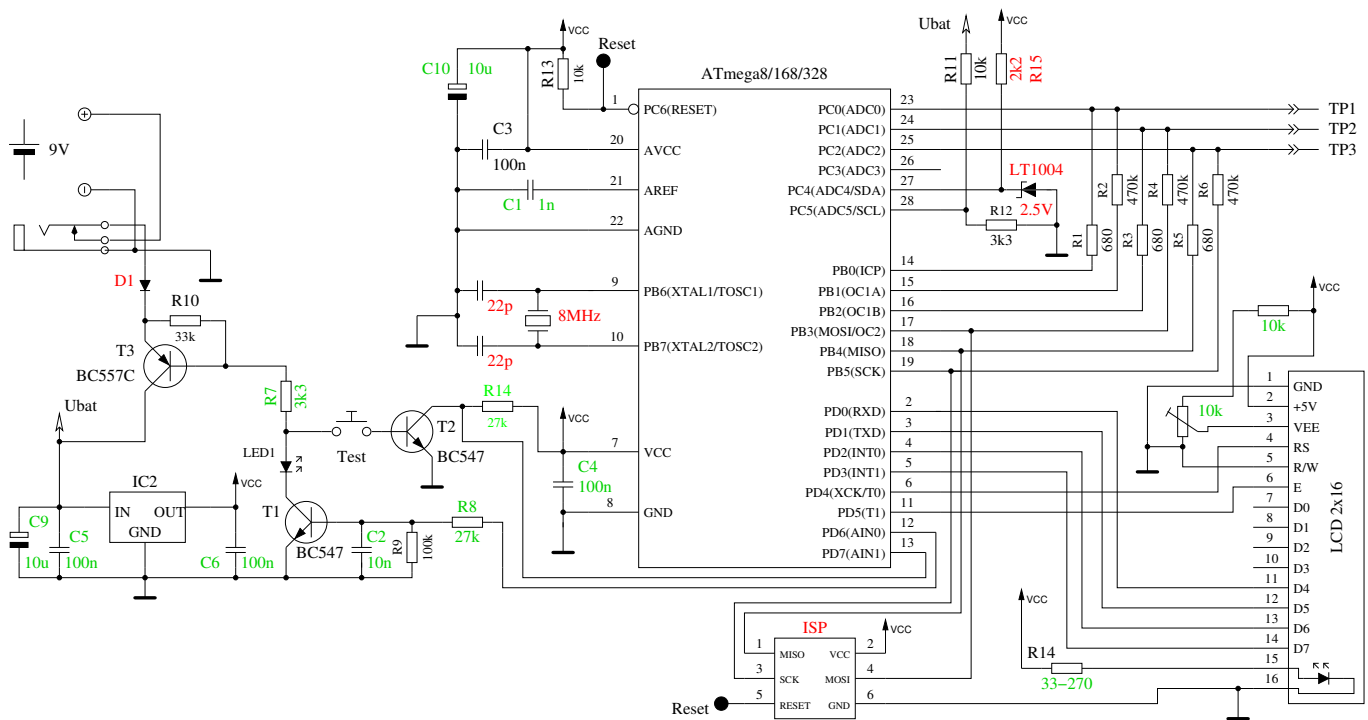 Ubat
VCC
VCC
Reset
C10
10u
R13
10k
ATmega8/168/328
R11
10k
2k2
R15
1
PC6(RESET)
PC0(ADC0)
23
TP1
PC1(ADC1)
24
TP2
PC2(ADC2)
25
TP3
9V
C3
100n
20
AVCC
PC3(ADC3)
26
LT1004
21
AREF
PC4(ADC4/SDA)
27
C1
1n
PC5(ADC5/SCL)
28
2.5V
R12
3k3
22
AGND
R2
470k
R4
470k
R6
470k
R1
680
R3
680
R5
680
PB0(ICP)
14
D1
9
PB6(XTAL1/TOSC1)
PB1(OC1A)
15
22p
8MHz
PB2(OC1B)
16
R10
33k
10
PB7(XTAL2/TOSC2)
PB3(MOSI/OC2)
17
22p
PB4(MISO)
18
PB5(SCK)
19
VCC
10k
T3
BC557C
R7
3k3
R14
27k
PD0(RXD)
2
1
GND
2
+5V
Ubat
T2
BC547
VCC
PD1(TXD)
3
10k
3
VEE
Test
7
VCC
PD2(INT0)
4
4
RS
LED1
C4
100n
PD3(INT1)
5
5
R/W
IC2
IN
OUT
GND
VCC
PD4(XCK/T0)
6
6
E
T1
BC547
8
GND
PD5(T1)
11
7
D0
R8
27k
PD6(AIN0)
12
8
D1
C9
10u
C5
100n
C6
100n
C2
10n
R9
100k
PD7(AIN1)
13
9
D2
10
D3
11
D4
12
D5
13
D6
14
D7
15
16
LCD 2x16
VCC
R14
33−270
ISP
VCC
1
MISO
VCC
2
3
SCK
MOSI
4
5
RESET
GND
6
Reset